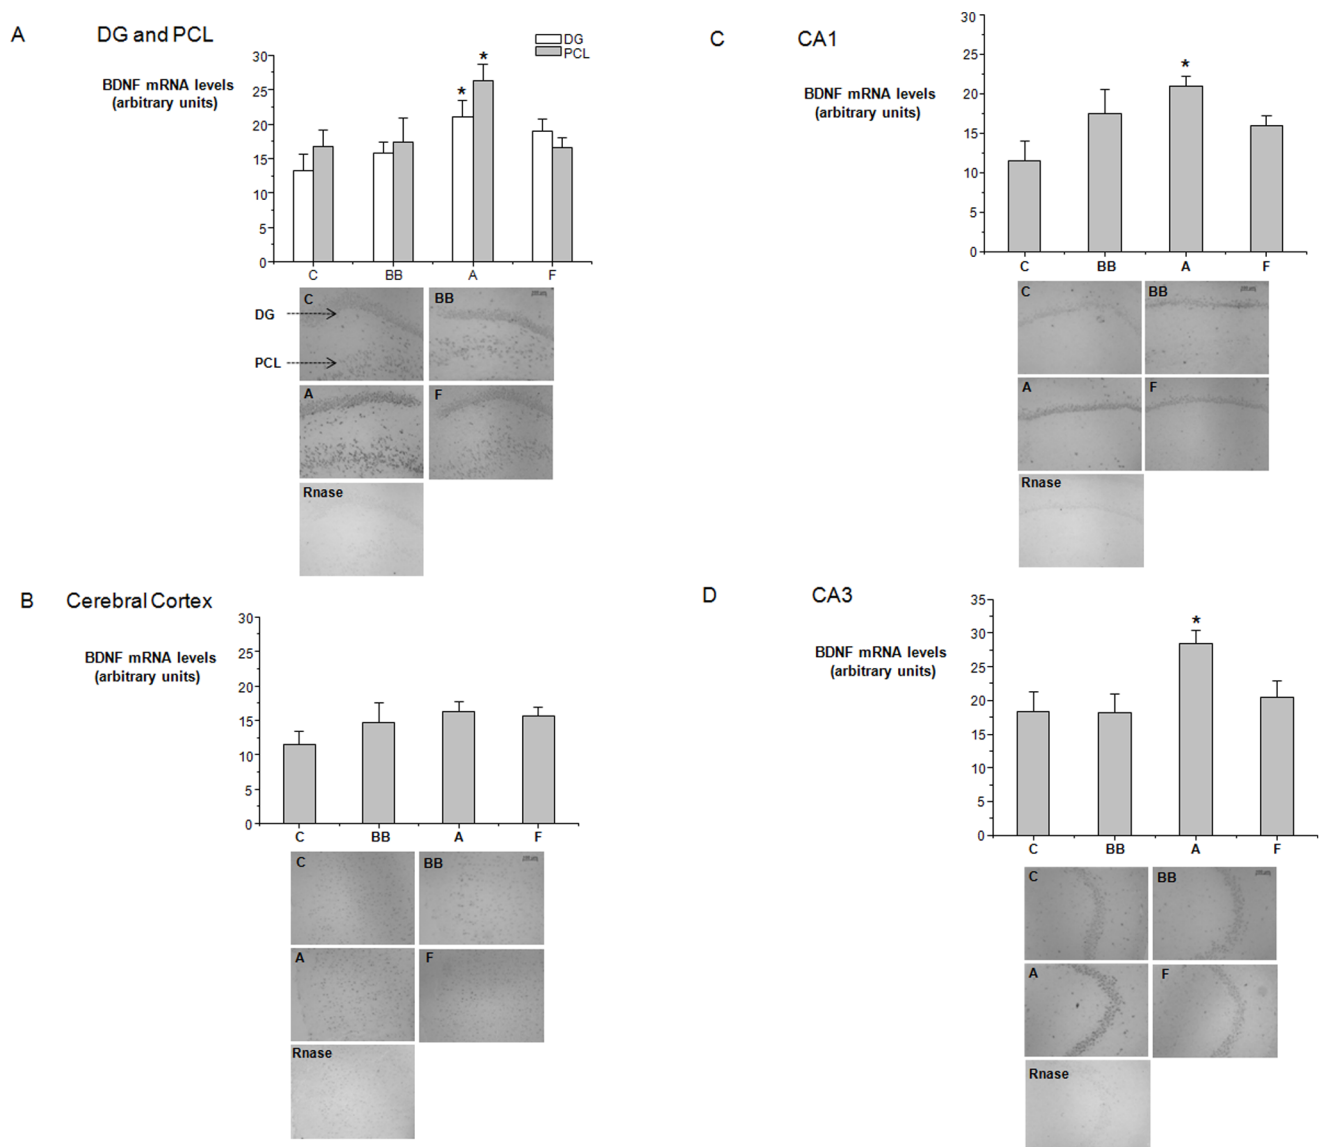 A DG and PCL
BDNF mRNA levels
(arbitrary units)
DG
PCL
30
25
20
15
10
5
0
* *
C BB A F
C BB
DG
PCL
A F
Rnase
B Cerebral Cortex
BDNF mRNA levels
(arbitrary units)
30
25
20
15
10
5
0
C BB A F
C BB
A F
Rnase
C CA1
BDNF mRNA levels
(arbitrary units)
30
25
20
15
10
5
0
*
C BB A F
C BB
A F
Rnase
D CA3
BDNF mRNA levels
(arbitrary units)
35
30
25
20
15
10
5
0
*
C BB A F
C BB
A F
Rnase